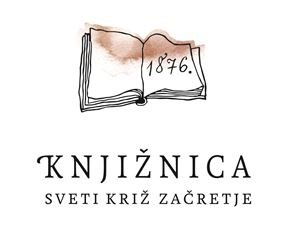 1876.
KNJIŽNICA
SVETI KRIŽ ZAČRETJE